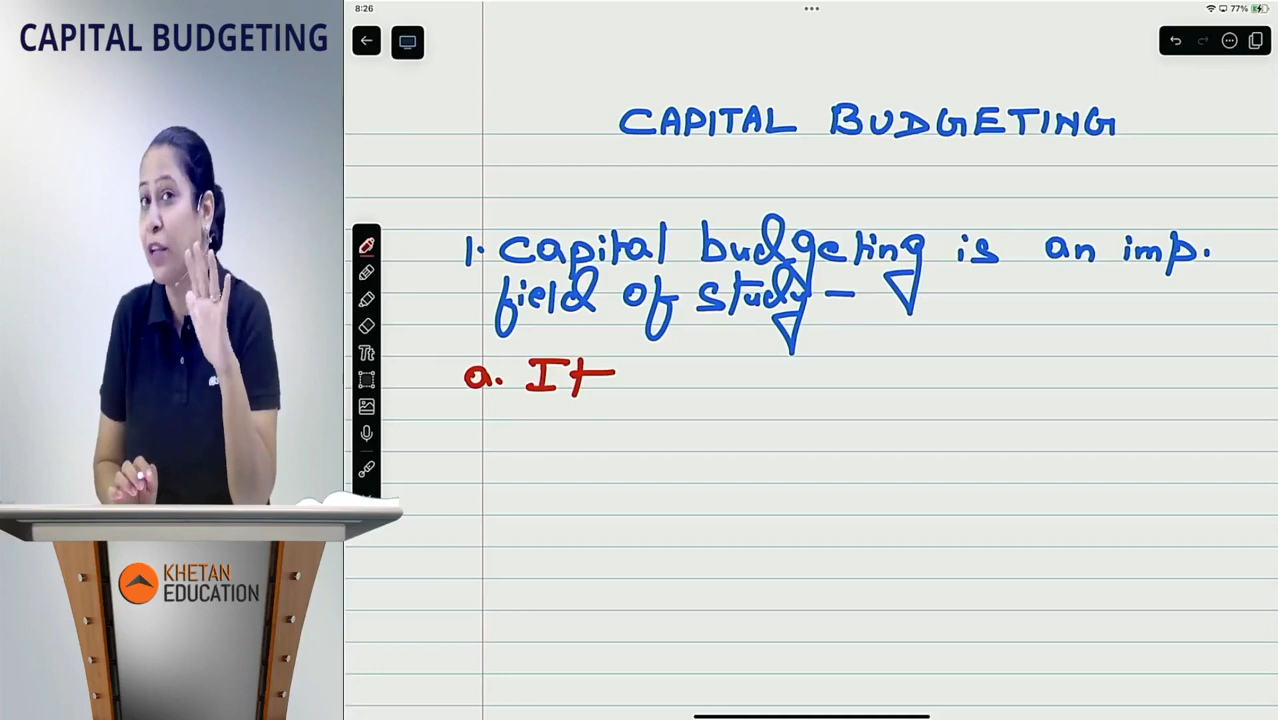 CAPITAL BUDGETING
8:26
77%
CAPITAL BUDGETING
1. Capital budgeting is an imp.
field of study –
a. It
Tt
KHETAN
EDUCATION